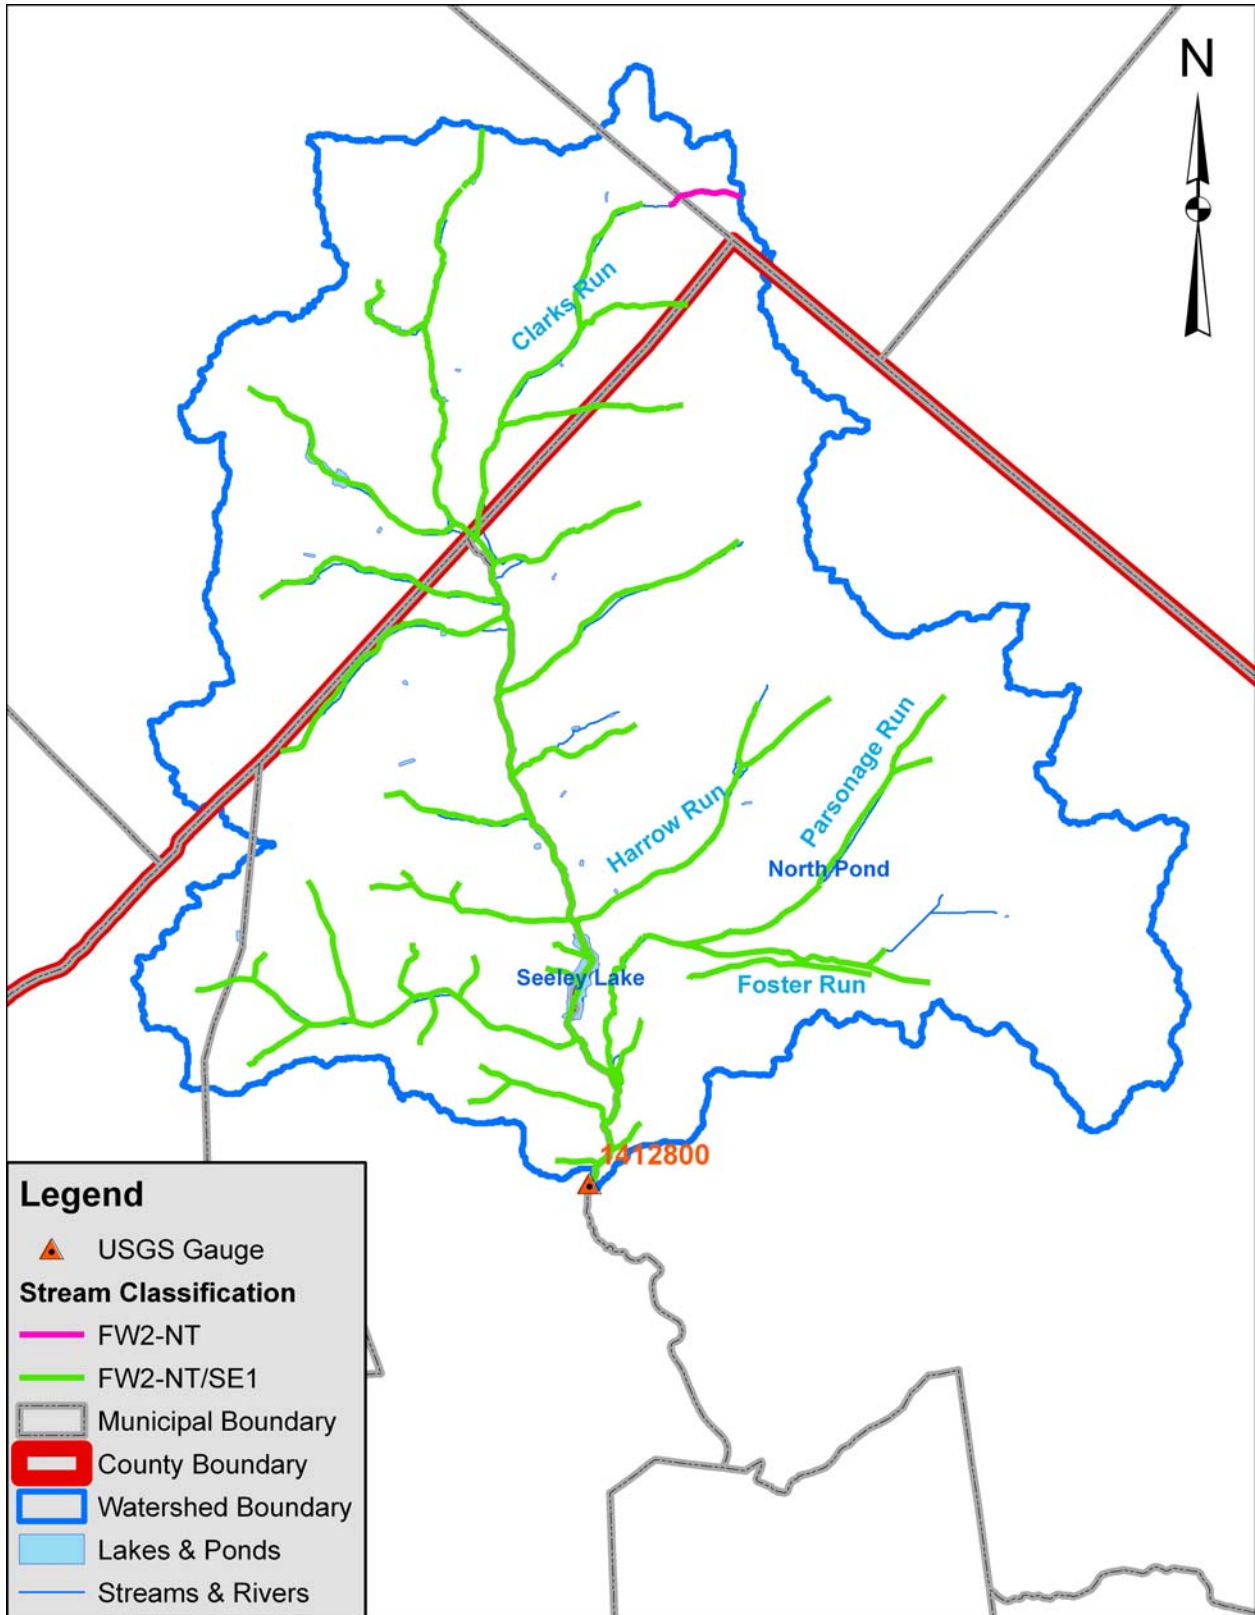 N
Clarks Run
Harrow Run
Parsonage Run
North Pond
Seeley Lake
Foster Run
1412800
Legend
USGS Gauge
Stream Classification
FW2-NT
FW2-NT/SE1
Municipal Boundary
County Boundary
Watershed Boundary
Lakes & Ponds
Streams & Rivers